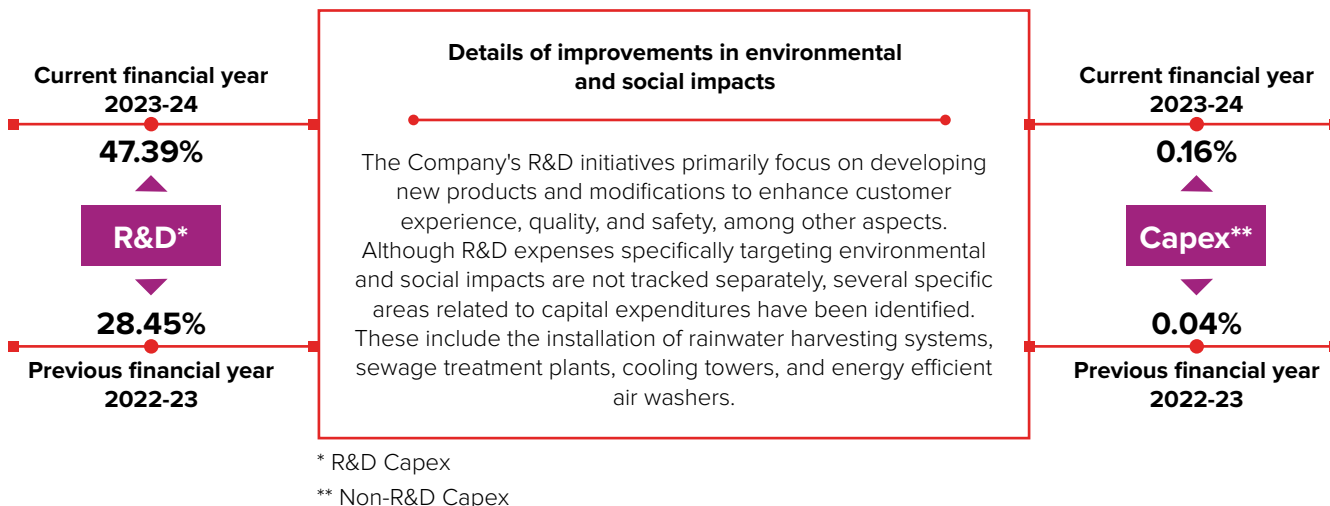 Current financial year
2023-24
47.39%
R&D*
28.45%
Previous financial year
2022-23
Details of improvements in environmental
and social impacts
The Company's R&D initiatives primarily focus on developing
new products and modifications to enhance customer
experience, quality, and safety, among other aspects.
Although R&D expenses specifically targeting environmental
and social impacts are not tracked separately, several specific
areas related to capital expenditures have been identified.
These include the installation of rainwater harvesting systems,
sewage treatment plants, cooling towers, and energy efficient
air washers.
Current financial year
2023-24
0.16%
Capex**
0.04%
Previous financial year
2022-23
* R&D Capex
** Non-R&D Capex